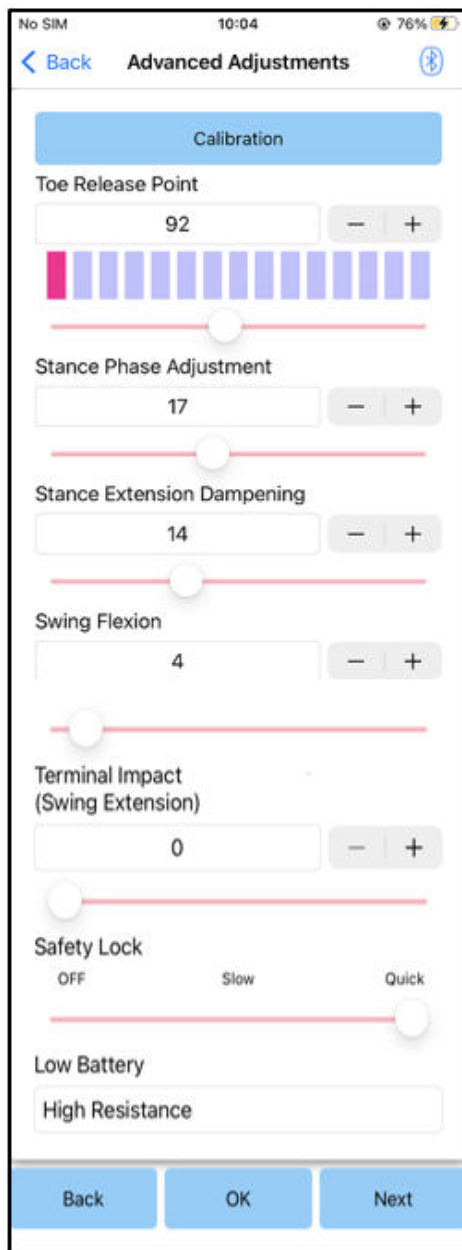 No SIM 10:04 76%
Back Advanced Adjustments
Calibration
Toe Release Point
92 − +
Stance Phase Adjustment
17 − +
Stance Extension Dampening
14 − +
Swing Flexion
4 − +
Terminal Impact
(Swing Extension)
0 − +
Safety Lock
OFF Slow Quick
Low Battery
High Resistance
Back OK Next